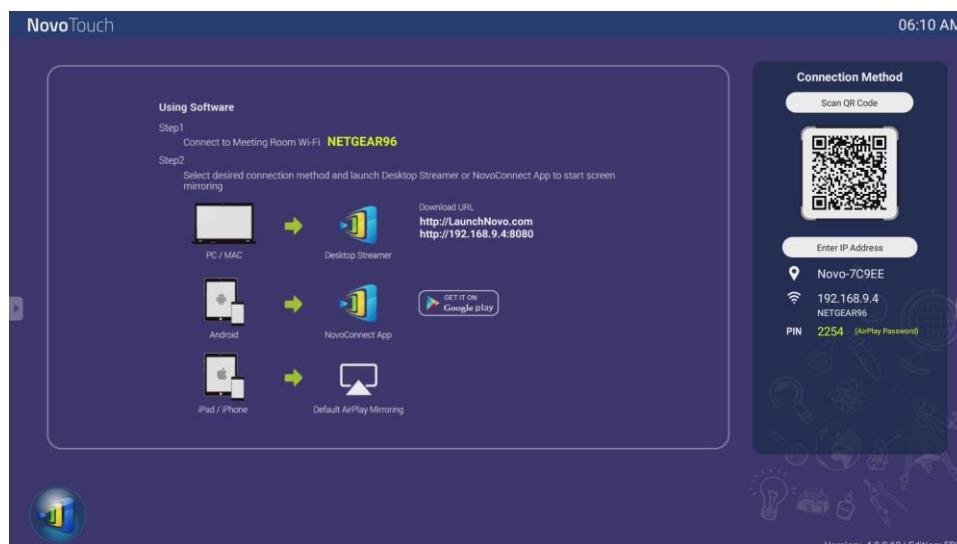 NovoTouch
06:10 AM
Using Software
Step1
Connect to Meeting Room Wi-Fi NETGEAR96
Step2
Select desired connection method and launch Desktop Streamer or NovoConnect App to start screen
mirroring
Download URL
http://LaunchNovo.com
http://192.168.9.4:8080
PC / MAC
Desktop Streamer
GET IT ON
Google play
Android
NovoConnect App
iPad / iPhone
Default AirPlay Mirroring
Connection Method
Scan QR Code
Enter IP Address
Novo-7C9EE
192.168.9.4
NETGEAR96
PIN 2254 (AirPlay Password)